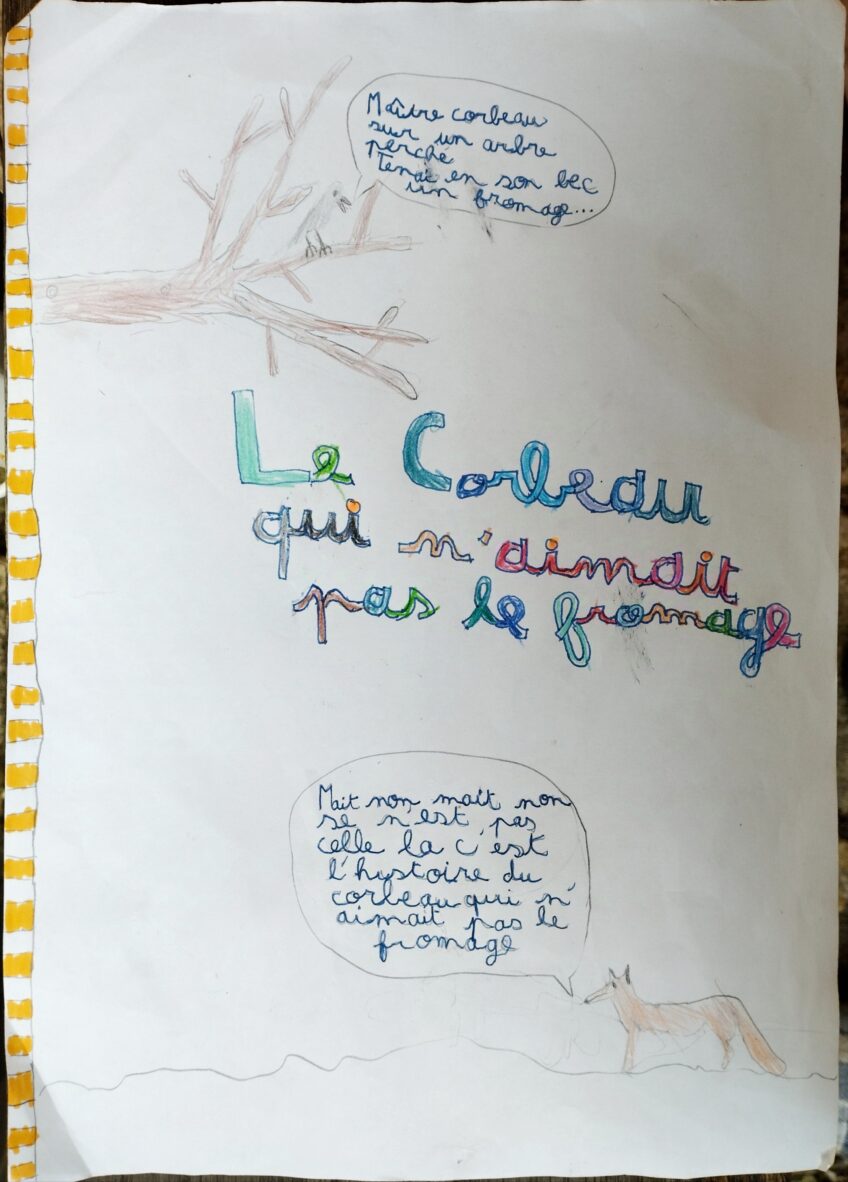 Maître corbeau
sur un arbre
perché
Tenai en son bec
un fromage...
Le Corbeau
qui n'aimait
pas le fromage
Mait non mait non
se n'est pas
celle la c'est
l'hystoire du
corbeau qui n'
aimait pas le
fromage